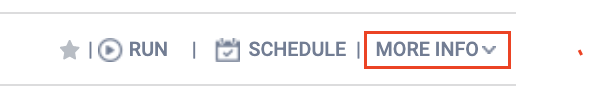 | RUN | SCHEDULE | MORE INFO